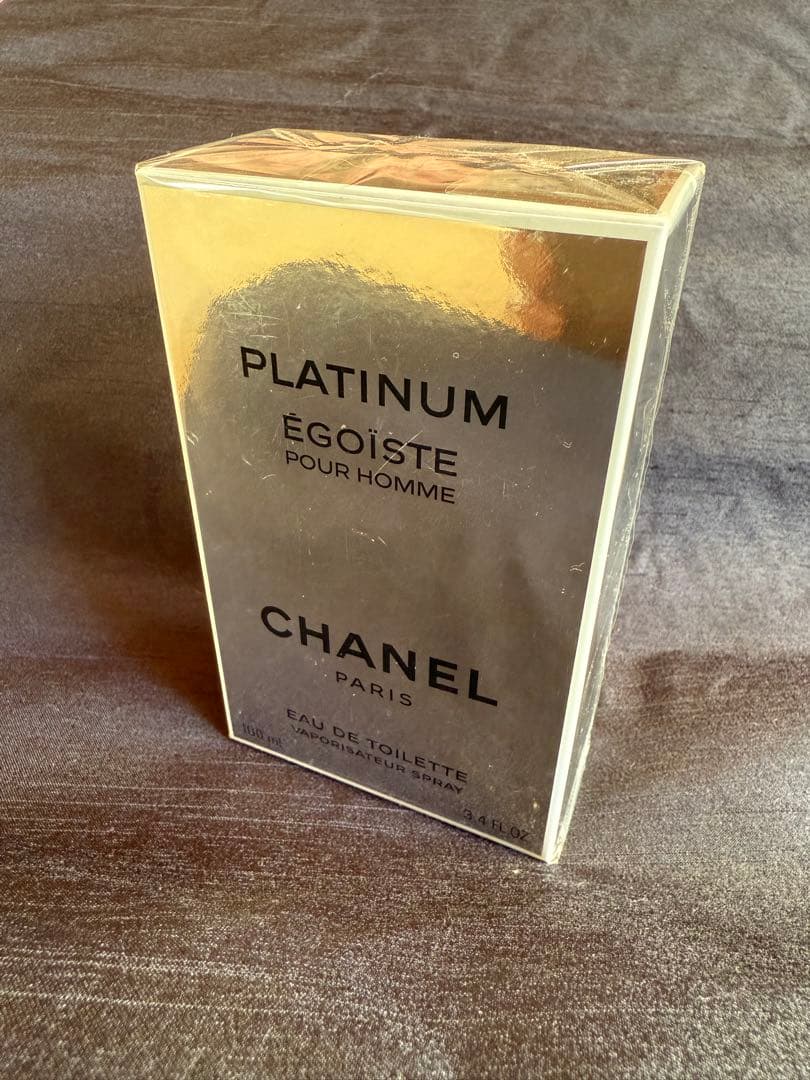 PLATINUM
ÉGOÏSTE
POUR HOMME
CHANEL
PARIS
EAU DE TOILETTE
VAPORISATEUR SPRAY
100 ml
3.4 FL.OZ.